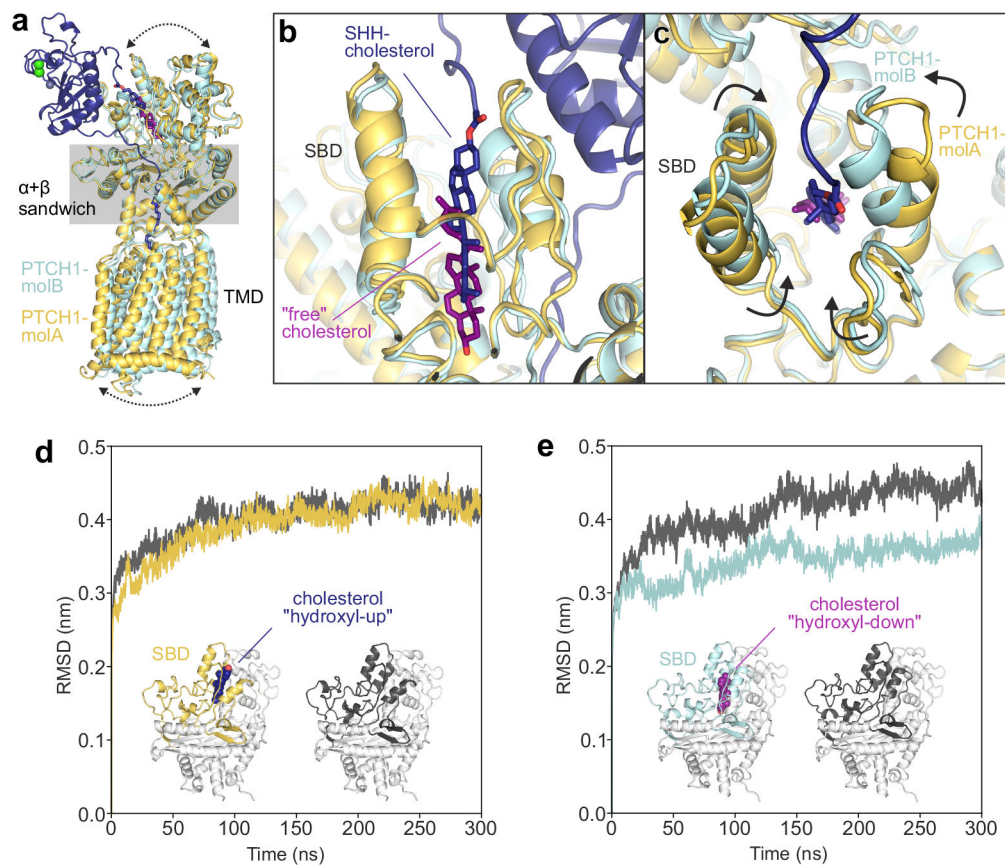 a
α+β
sandwich
PTCH1-
molB
PTCH1-
molA
TMD
b
SHH-
cholesterol
SBD
"free"
cholesterol
c
PTCH1-
molB
PTCH1-
molA
SBD
d
RMSD (nm)
0.5
0.4
0.3
0.2
0.1
0.0
cholesterol
"hydroxyl-up"
SBD
0 50 100 150 200 250 300
Time (ns)
e
RMSD (nm)
0.5
0.4
0.3
0.2
0.1
0.0
cholesterol
"hydroxyl-down"
SBD
0 50 100 150 200 250 300
Time (ns)